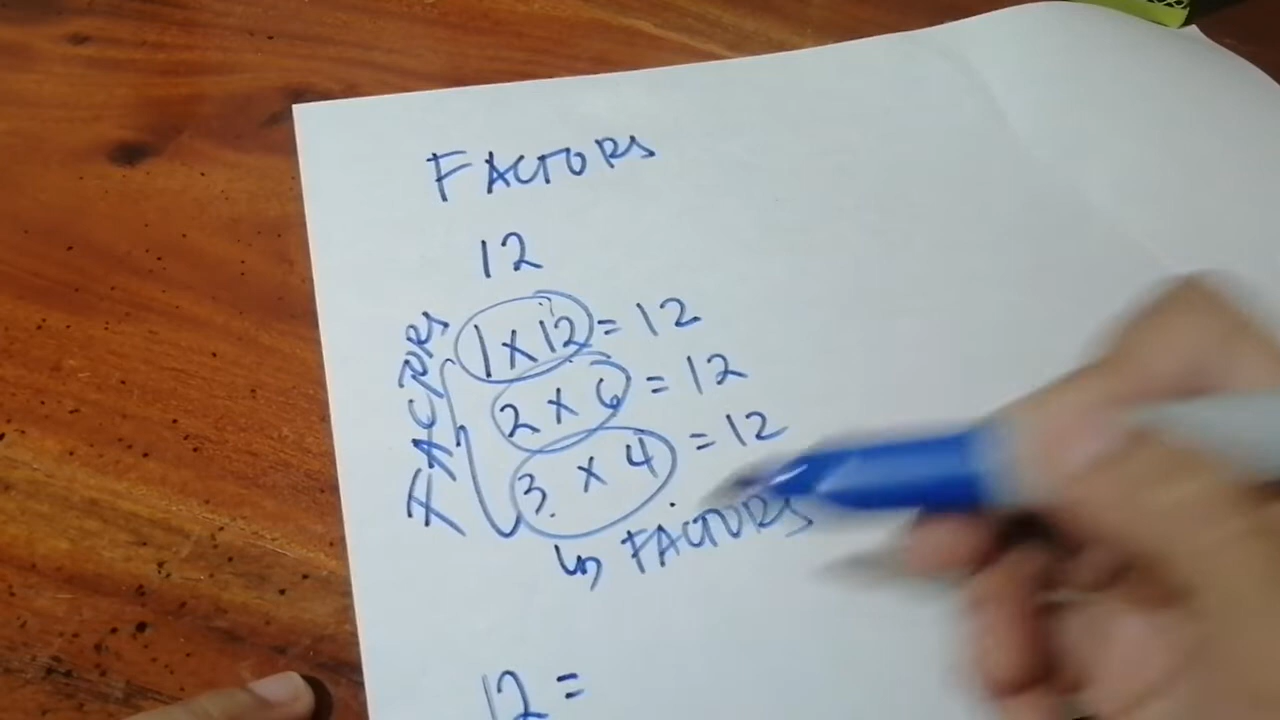 FACTORS
12
FACTORS
1 x 12 = 12
2 x 6 = 12
3 x 4 = 12
↳ FACTORS
12 =